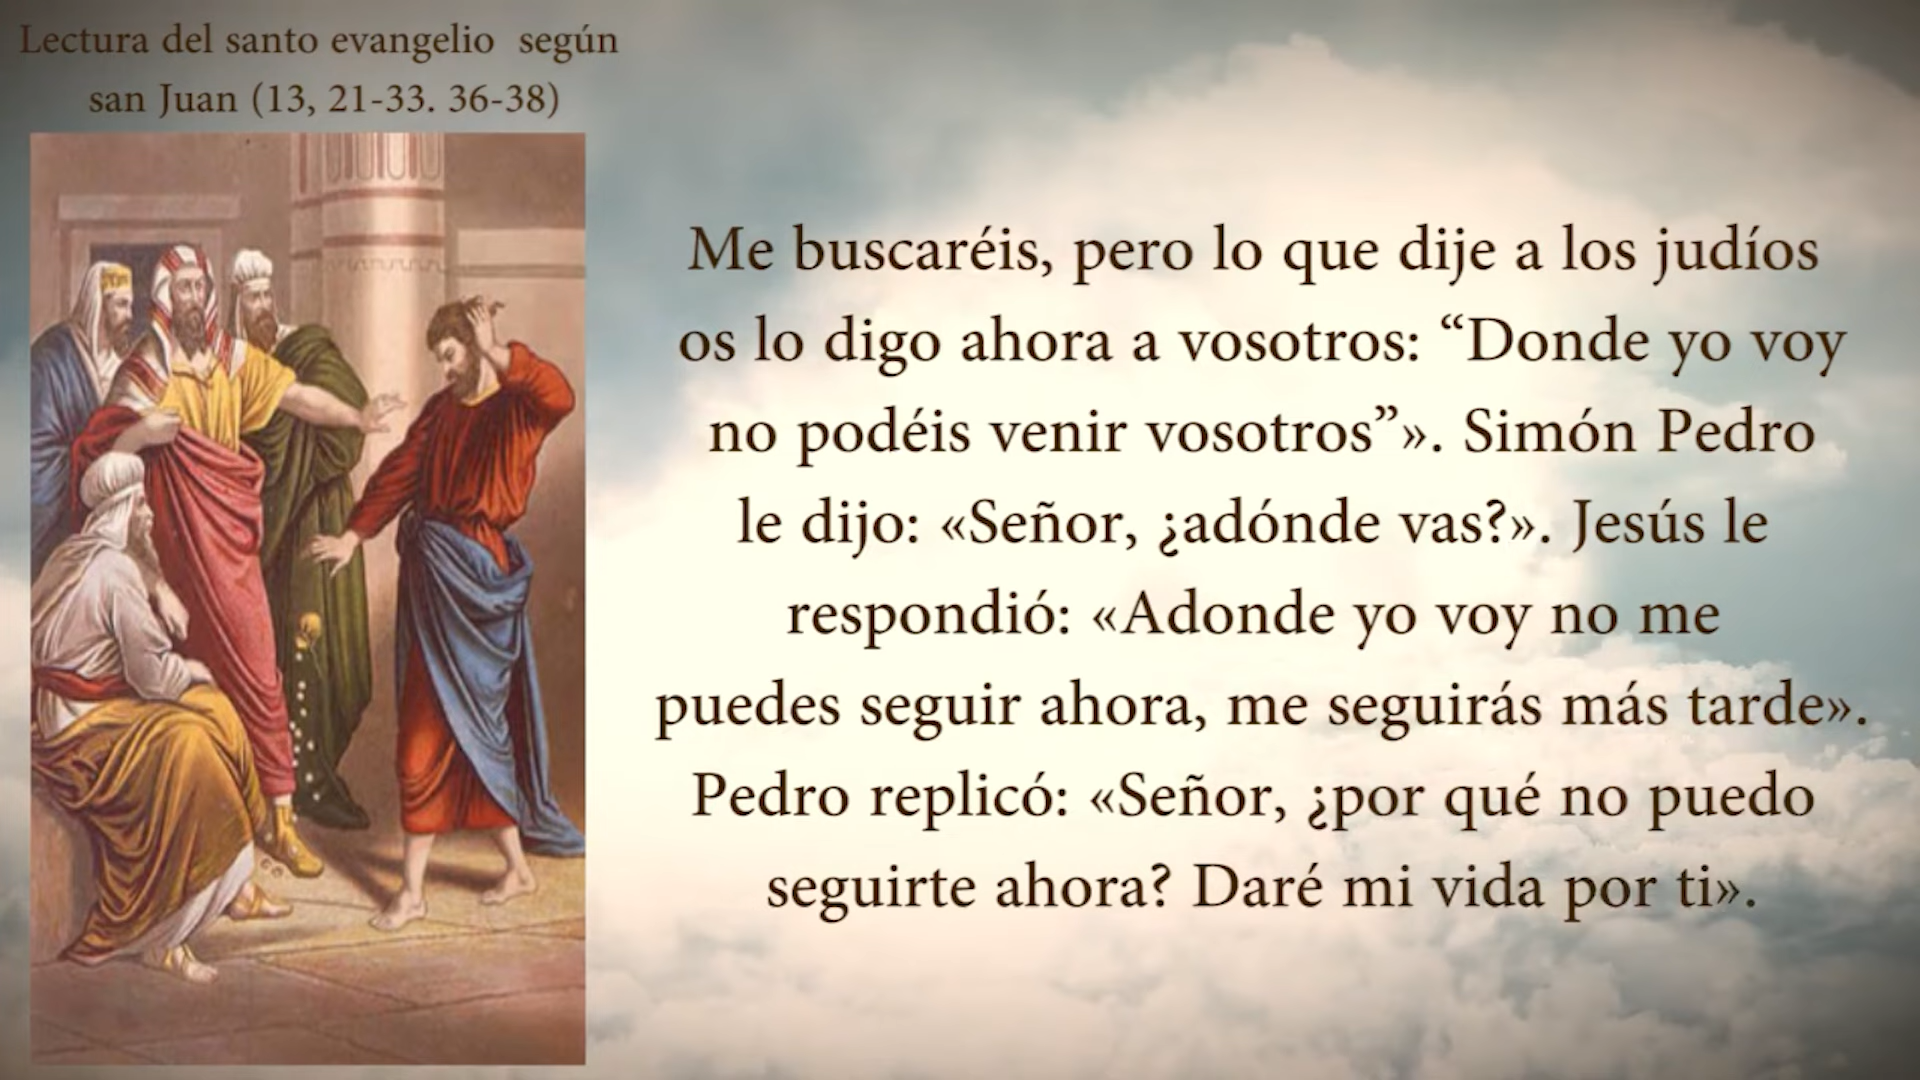 Lectura del santo evangelio según
san Juan (13, 21-33. 36-38)
Me buscaréis, pero lo que dije a los judíos
os lo digo ahora a vosotros: “Donde yo voy
no podéis venir vosotros”». Simón Pedro
le dijo: «Señor, ¿adónde vas?». Jesús le
respondió: «Adonde yo voy no me
puedes seguir ahora, me seguirás más tarde».
Pedro replicó: «Señor, ¿por qué no puedo
seguirte ahora? Daré mi vida por ti».